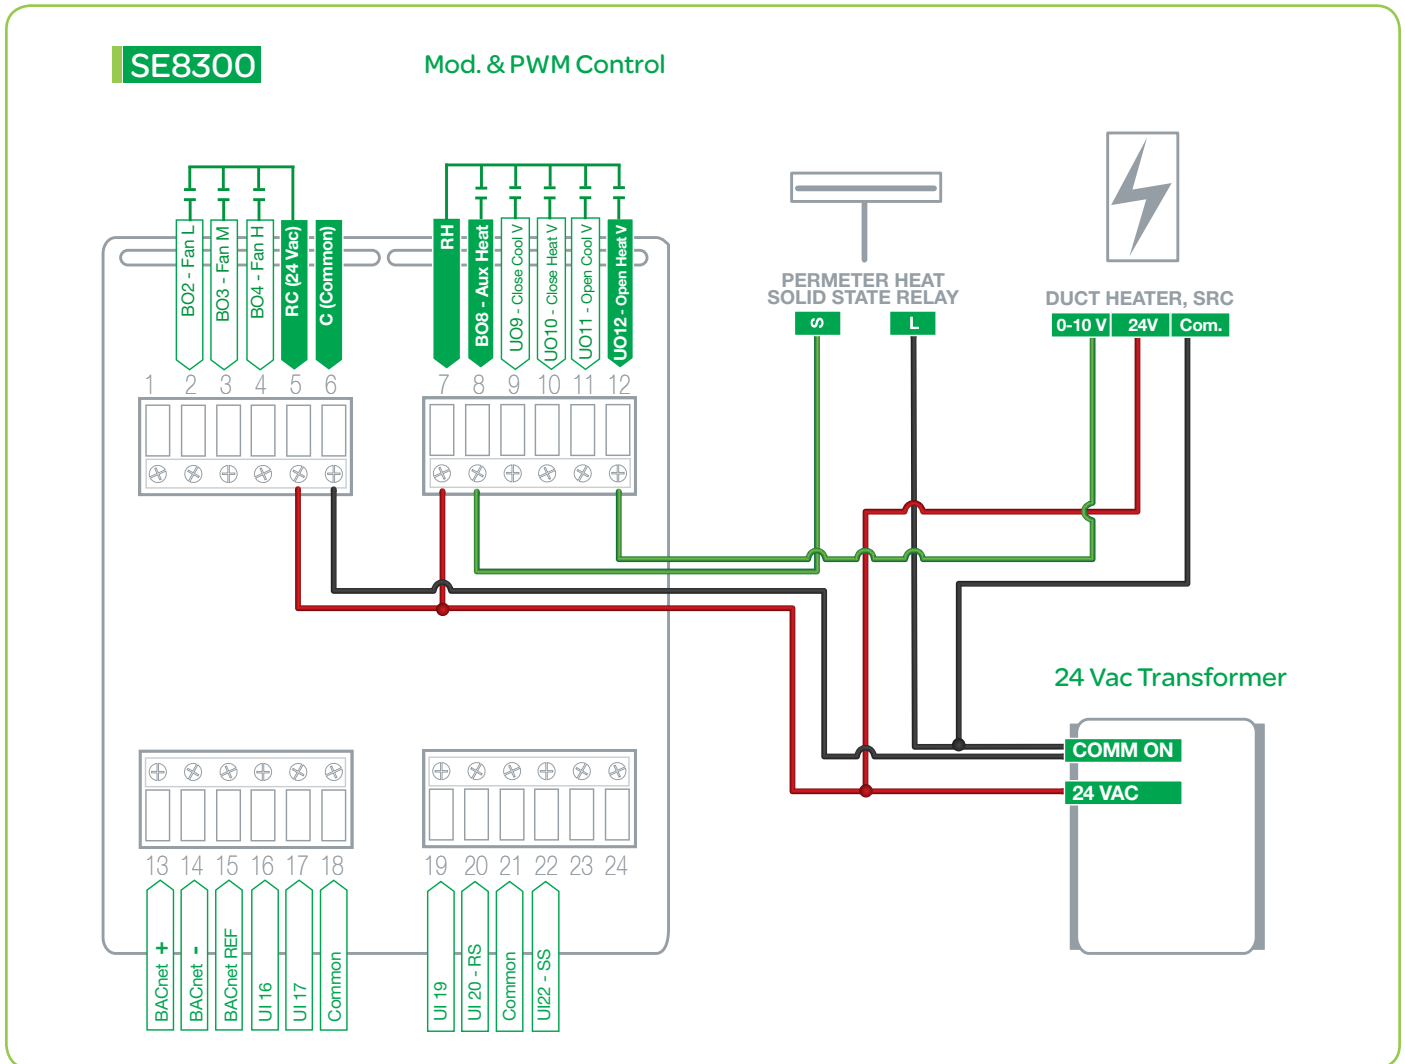 SE8300
Mod. & PWM Control
BO2 - Fan L
BO3 - Fan M
BO4 - Fan H
RC (24 Vac)
C (Common)
RH
BO8 - Aux Heat
UO9 - Close Cool V
UO10 - Close Heat V
UO11 - Open Cool V
UO12 - Open Heat V
PERMETER HEAT
SOLID STATE RELAY
S L
DUCT HEATER, SRC
0-10 V 24V Com.
1 2 3 4 5 6
7 8 9 10 11 12
24 Vac Transformer
COMM ON
24 VAC
13 14 15 16 17 18
19 20 21 22 23 24
BACnet +
BACnet -
BACnet REF
UI 16
UI 17
Common
UI 19
UI 20 - RS
Common
UI22 - SS